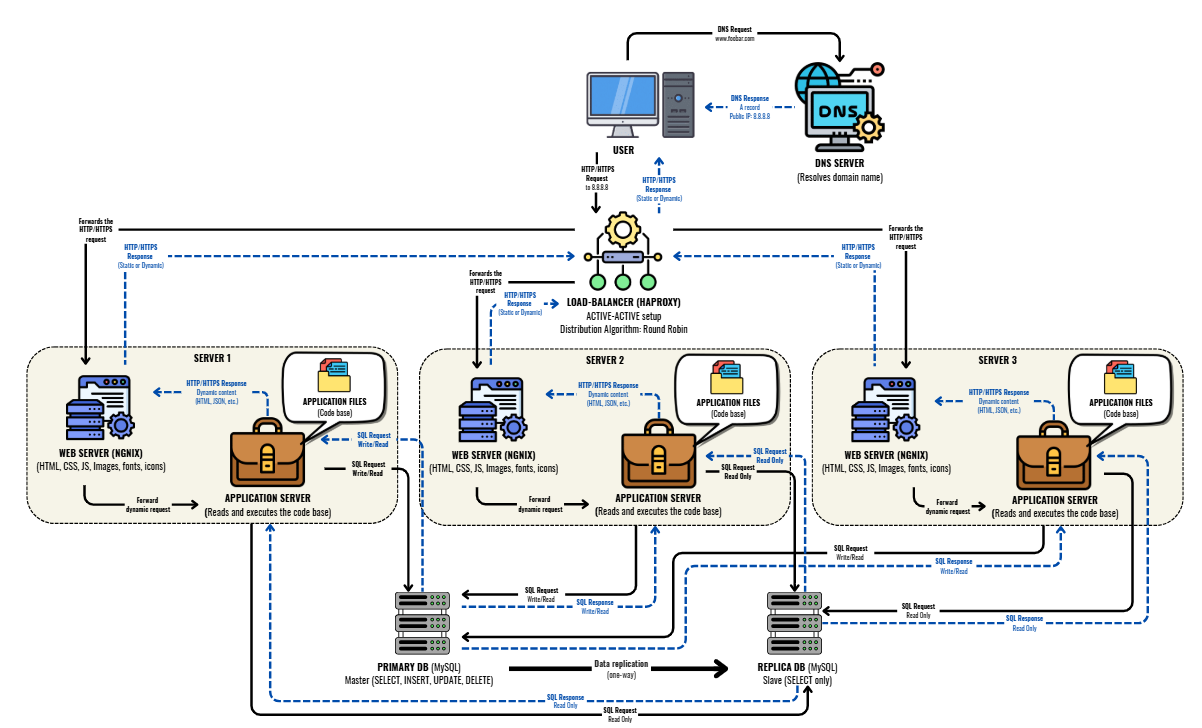 DNS Request
www.foobar.com
DNS Response
A record
Public IP: 8.8.8.8
DNS
USER
DNS SERVER
(Resolves domain name)
HTTP/HTTPS
Request
to 8.8.8.8
HTTP/HTTPS
Response
(Static or Dynamic)
Forwards the
HTTP/HTTPS
request
HTTP/HTTPS
Response
(Static or Dynamic)
Forwards the
HTTP/HTTPS
request
HTTP/HTTPS
Response
(Static or Dynamic)
Forwards the
HTTP/HTTPS
request
HTTP/HTTPS
Response
(Static or Dynamic)
LOAD-BALANCER (HAPROXY)
ACTIVE-ACTIVE setup
Distribution Algorithm: Round Robin
SERVER 1
HTTP/HTTPS Response
Dynamic content
(HTML, JSON, etc.)
APPLICATION FILES
(Code base)
WEB SERVER (NGNIX)
(HTML, CSS, JS, Images, fonts, icons)
SQL Request
Write/Read
SQL Request
Write/Read
Forward
dynamic request
APPLICATION SERVER
(Reads and executes the code base)
SERVER 2
HTTP/HTTPS Response
Dynamic content
(HTML, JSON, etc.)
APPLICATION FILES
(Code base)
WEB SERVER (NGNIX)
(HTML, CSS, JS, Images, fonts, icons)
SQL Response
Read Only
SQL Request
Read Only
Forward
dynamic request
APPLICATION SERVER
(Reads and executes the code base)
SERVER 3
HTTP/HTTPS Response
Dynamic content
(HTML, JSON, etc.)
APPLICATION FILES
(Code base)
WEB SERVER (NGNIX)
(HTML, CSS, JS, Images, fonts, icons)
Forward
dynamic request
APPLICATION SERVER
(Reads and executes the code base)
SQL Request
Write/Read
SQL Response
Write/Read
SQL Request
Write/Read
SQL Response
Write/Read
SQL Request
Read Only
SQL Response
Read Only
PRIMARY DB (MySQL)
Master (SELECT, INSERT, UPDATE, DELETE)
Data replication
(one-way)
REPLICA DB (MySQL)
Slave (SELECT only)
SQL Response
Read Only
SQL Request
Read Only